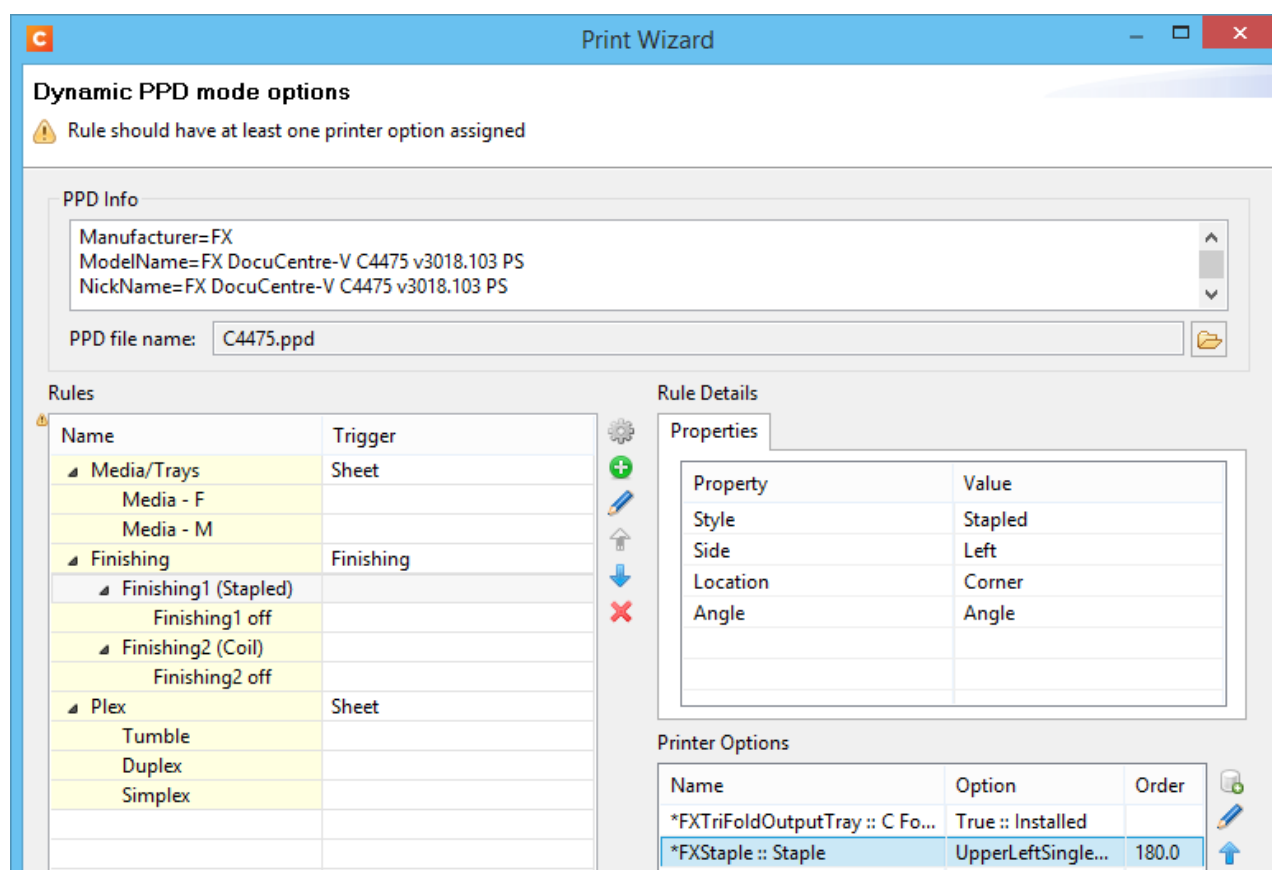 C
Print Wizard
Dynamic PPD mode options
Rule should have at least one printer option assigned
PPD Info
Manufacturer=FX
ModelName=FX DocuCentre-V C4475 v3018.103 PS
NickName=FX DocuCentre-V C4475 v3018.103 PS
PPD file name: C4475.ppd
Rules
Name Trigger
Media/Trays Sheet
Media - F
Media - M
Finishing Finishing
Finishing1 (Stapled)
Finishing1 off
Finishing2 (Coil)
Finishing2 off
Plex Sheet
Tumble
Duplex
Simplex
Rule Details
Properties
Property Value
Style Stapled
Side Left
Location Corner
Angle Angle
Printer Options
Name Option Order
*FXTriFoldOutputTray :: C Fo... True :: Installed
*FXStaple :: Staple UpperLeftSingle... 180.0